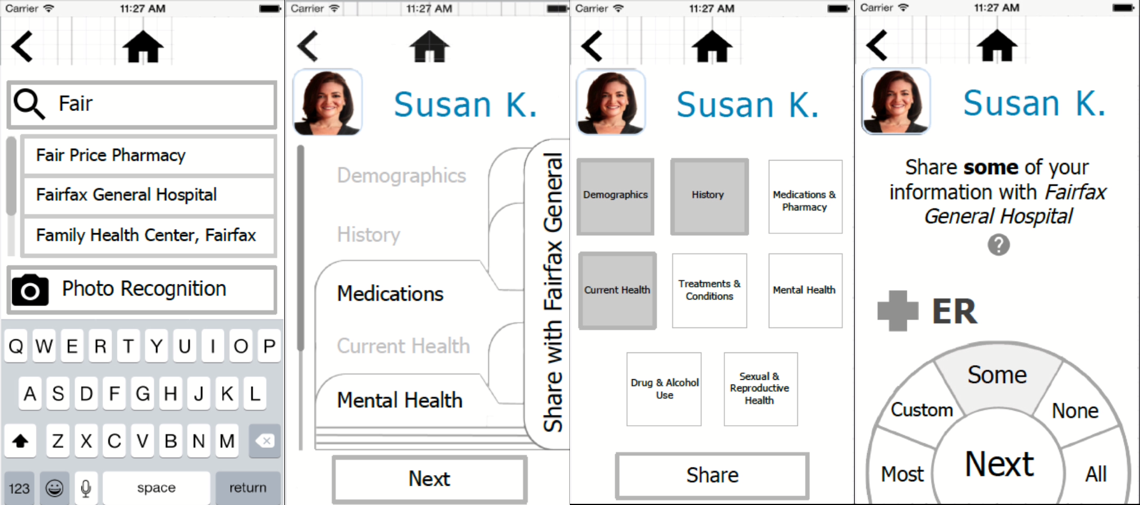 Carrier 11:27 AM
Fair
Fair Price Pharmacy
Fairfax General Hospital
Family Health Center, Fairfax
Photo Recognition
Q W E R T Y U I O P
A S D F G H J K L
Z X C V B N M
123 space return
Carrier 11:27 AM
Susan K.
Demographics
History
Medications
Current Health
Mental Health
Share with Fairfax General
Next
Carrier 11:27 AM
Susan K.
Demographics
History
Medications &
Pharmacy
Current Health
Treatments &
Conditions
Mental Health
Drug & Alcohol
Use
Sexual &
Reproductive
Health
Share
Carrier 11:27 AM
Susan K.
Share some of your
information with Fairfax
General Hospital
?
ER
Some
Custom
None
Most
Next
All